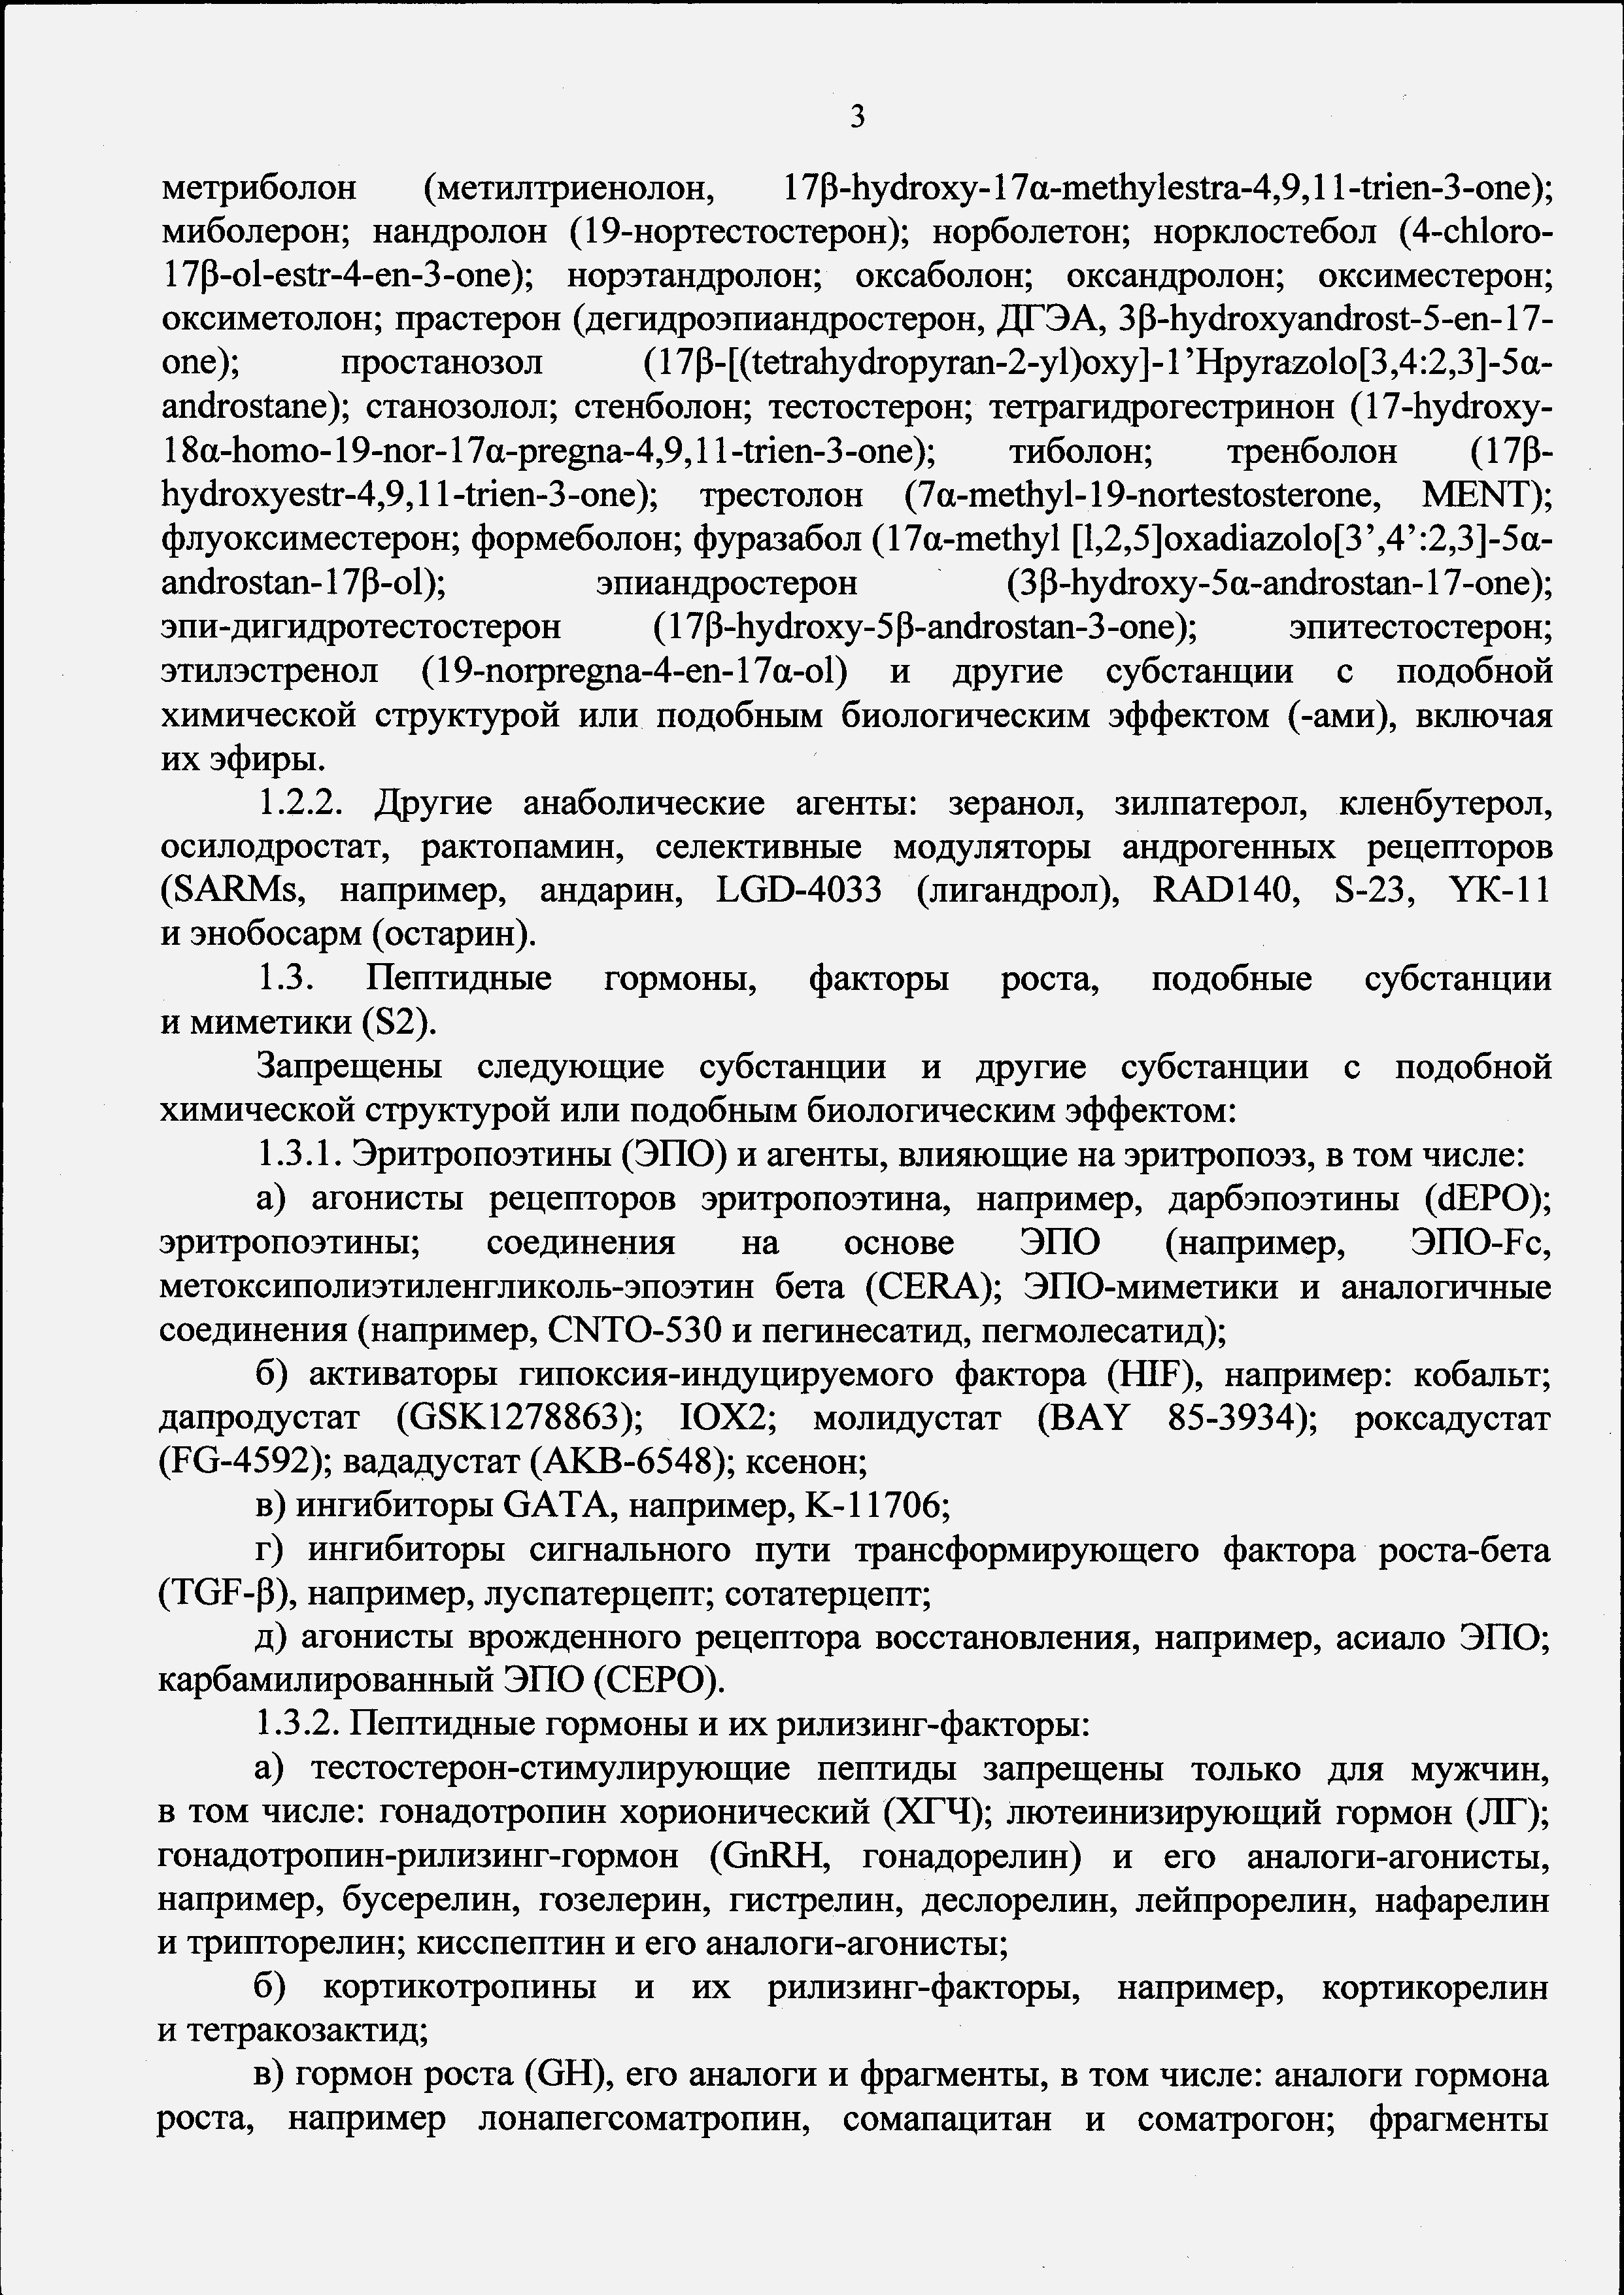 3
метриболон (метилтриенолон, 17β-hydroxy-17α-methylestra-4,9,11-trien-3-one);
миболерон; нандролон (19-нортестостерон); норболетон; норклостебол (4-chloro-
17β-ol-estr-4-en-3-one); норэтандролон; оксаболон; оксандролон; оксиместерон;
оксиметолон; прастерон (дегидроэпиандростерон, ДГЭА, 3β-hydroxyandrost-5-en-17-
one); простанозол (17β-[(tetrahydropyran-2-yl)oxy]-1’Hpyrazolo[3,4:2,3]-5α-
androstane); станозолол; стенболон; тестостерон; тетрагидрогестринон (17-hydroxy-
18α-homo-19-nor-17α-pregna-4,9,11-trien-3-one); тиболон; тренболон (17β-
hydroxyestr-4,9,11-trien-3-one); трестолон (7α-methyl-19-nortestosterone, MENT);
флуоксиместерон; формеболон; фуразабол (17α-methyl [l,2,5]oxadiazolo[3’,4’:2,3]-5α-
androstan-17β-ol); эпиандростерон (3β-hydroxy-5α-androstan-17-one);
эпи-дигидротестостерон (17β-hydroxy-5β-androstan-3-one); эпитестостерон;
этилэстренол (19-norpregna-4-en-17α-ol) и другие субстанции с подобной
химической структурой или подобным биологическим эффектом (-ами), включая
их эфиры.
1.2.2. Другие анаболические агенты: зеранол, зилпатерол, кленбутерол,
осилодростат, рактопамин, селективные модуляторы андрогенных рецепторов
(SARMs, например, андарин, LGD-4033 (лигандрол), RAD140, S-23, YK-11
и энобосарм (остарин).
1.3. Пептидные гормоны, факторы роста, подобные субстанции
и миметики (S2).
Запрещены следующие субстанции и другие субстанции с подобной
химической структурой или подобным биологическим эффектом:
1.3.1. Эритропоэтины (ЭПО) и агенты, влияющие на эритропоэз, в том числе:
а) агонисты рецепторов эритропоэтина, например, дарбэпоэтины (dEPO);
эритропоэтины; соединения на основе ЭПО (например, ЭПО-Fc,
метоксиполиэтиленгликоль-эпоэтин бета (CERA); ЭПО-миметики и аналогичные
соединения (например, CNTO-530 и пегинесатид, пегмолесатид);
б) активаторы гипоксия-индуцируемого фактора (HIF), например: кобальт;
дапродустат (GSK1278863); IOX2; молидустат (BAY 85-3934); роксадустат
(FG-4592); вададустат (AKB-6548); ксенон;
в) ингибиторы GATA, например, K-11706;
г) ингибиторы сигнального пути трансформирующего фактора роста-бета
(TGF-β), например, луспатерцепт; сотатерцепт;
д) агонисты врожденного рецептора восстановления, например, асиало ЭПО;
карбамилированный ЭПО (CEPO).
1.3.2. Пептидные гормоны и их рилизинг-факторы:
а) тестостерон-стимулирующие пептиды запрещены только для мужчин,
в том числе: гонадотропин хорионический (ХГЧ); лютеинизирующий гормон (ЛГ);
гонадотропин-рилизинг-гормон (GnRH, гонадорелин) и его аналоги-агонисты,
например, бусерелин, гозелерин, гистрелин, деслорелин, лейпрорелин, нафарелин
и трипторелин; кисспептин и его аналоги-агонисты;
б) кортикотропины и их рилизинг-факторы, например, кортикорелин
и тетракозактид;
в) гормон роста (GH), его аналоги и фрагменты, в том числе: аналоги гормона
роста, например лонапегсоматропин, сомапацитан и соматрогон; фрагменты